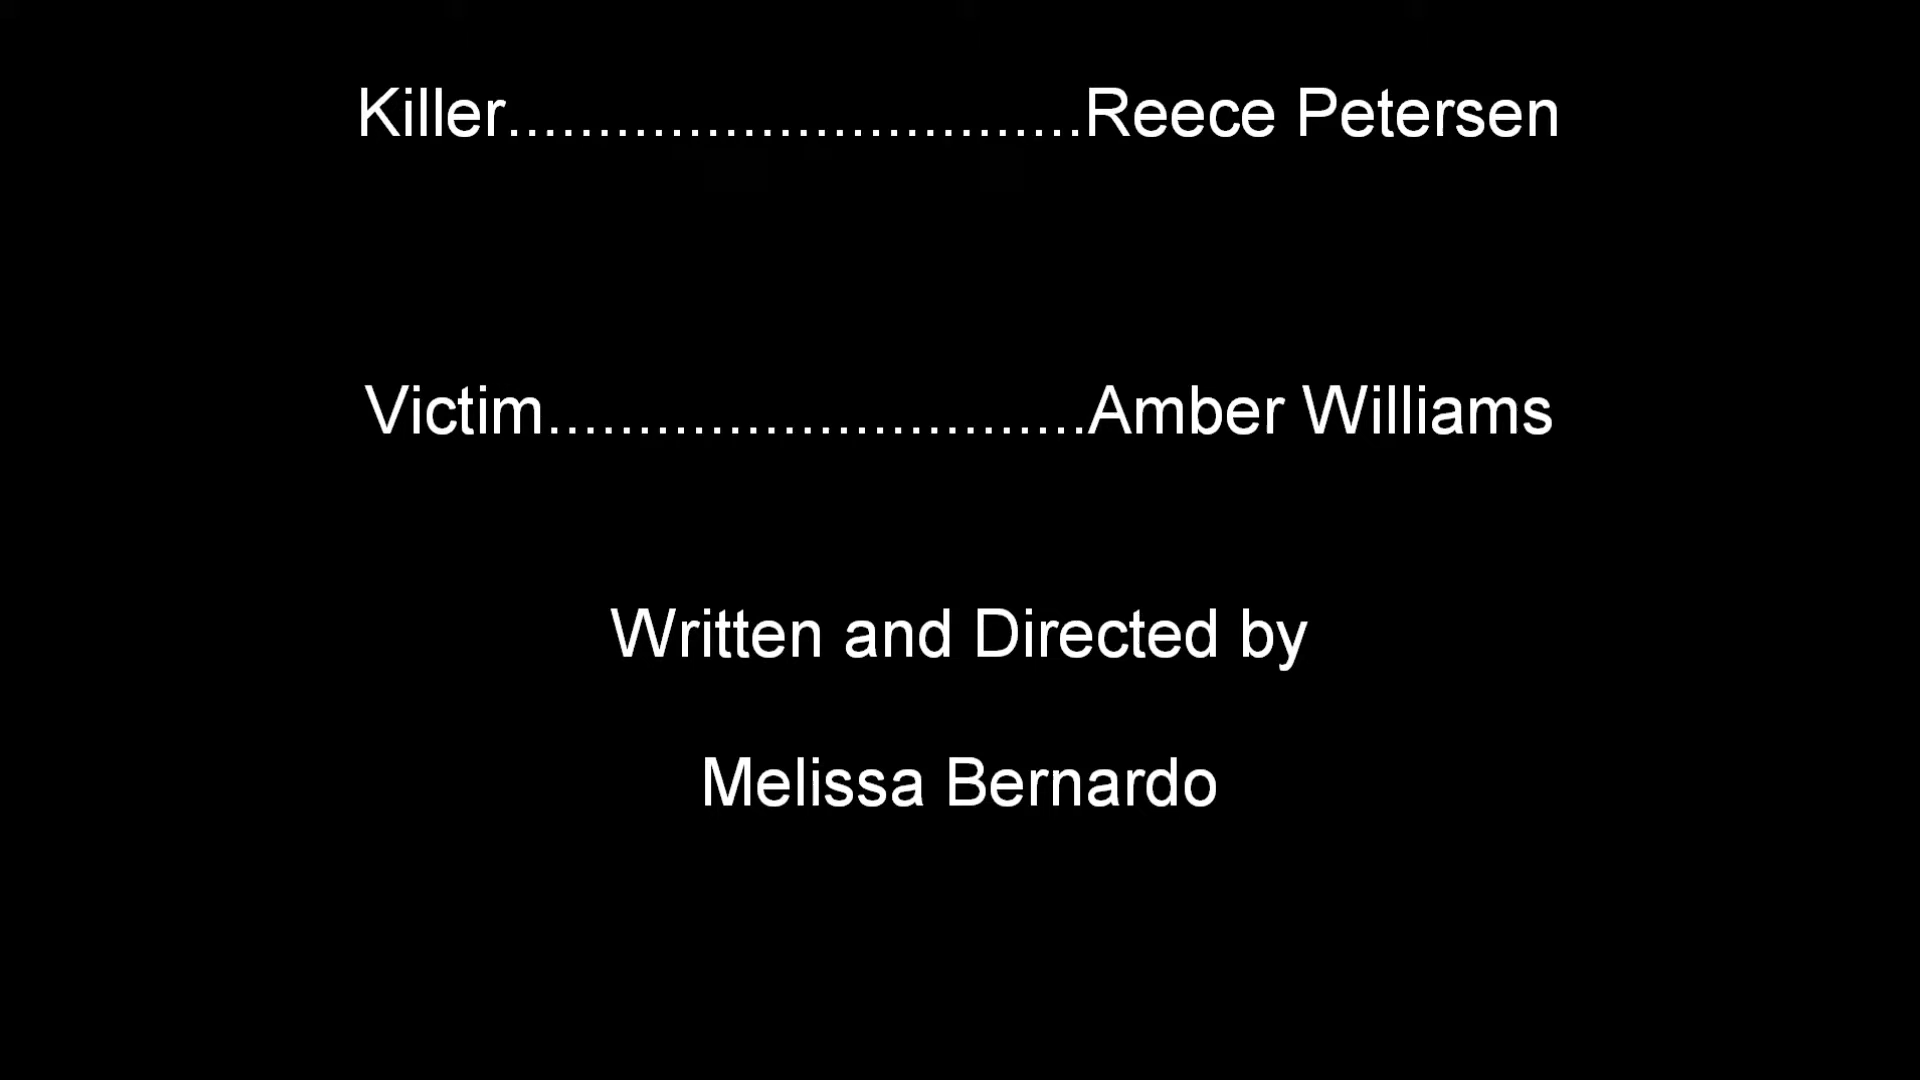 Killer................................Reece Petersen
Victim..............................Amber Williams
Written and Directed by
Melissa Bernardo